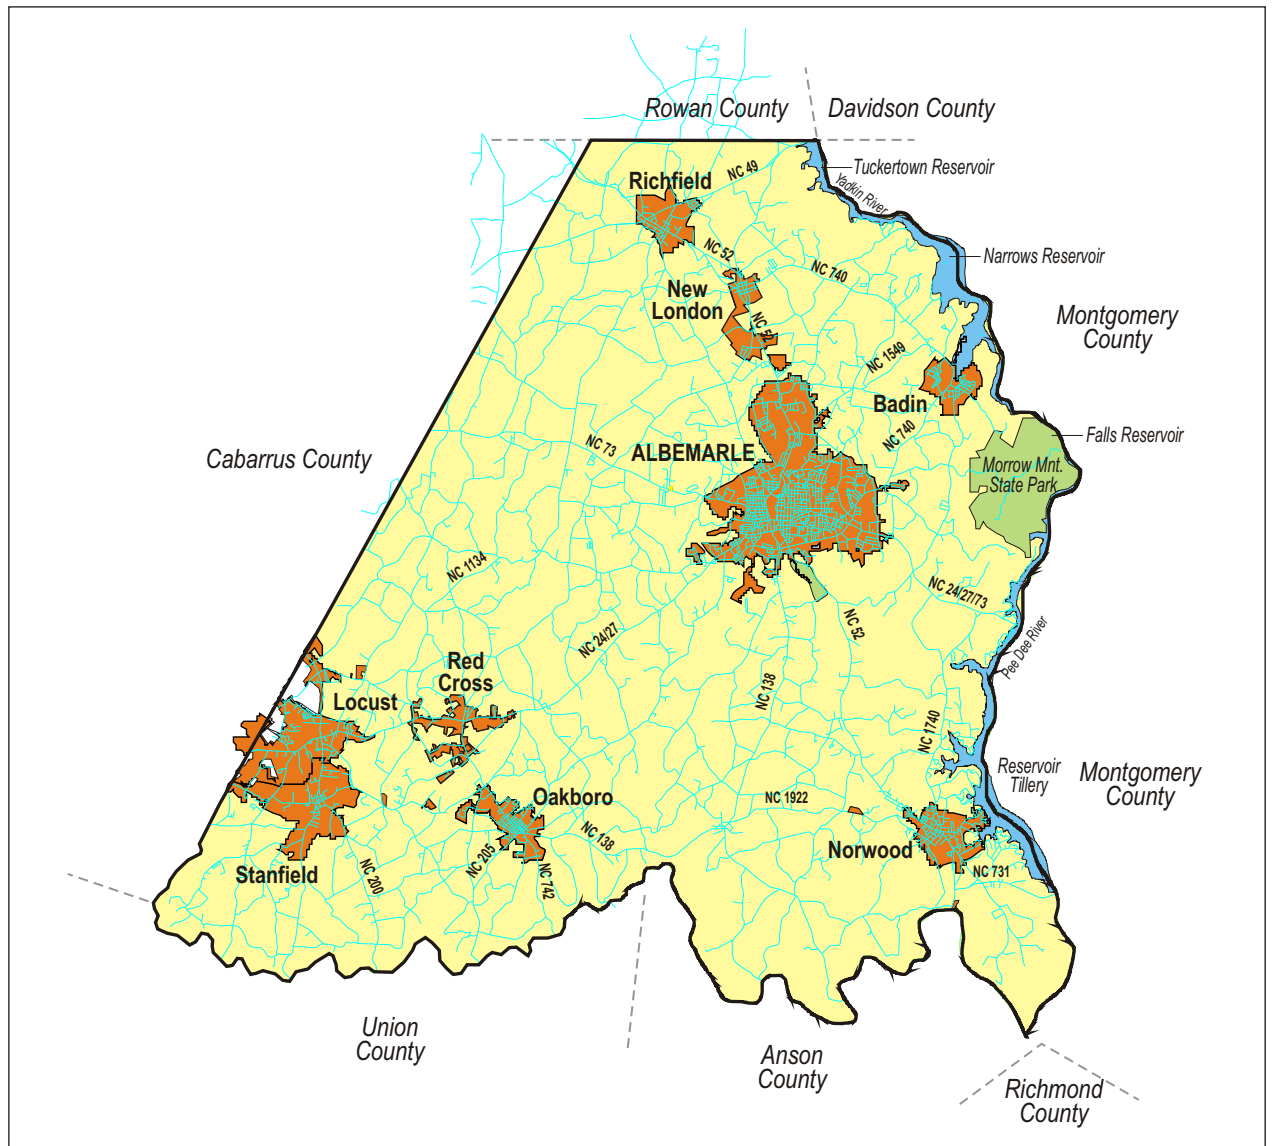 Rowan County
Davidson County
Tuckertown Reservoir
NC 49
Richfield
Yadkin River
NC 52
Narrows Reservoir
NC 740
New
London
Montgomery
County
NC 52
NC 1549
Badin
NC 740
Falls Reservoir
NC 73
ALBEMARLE
Cabarrus County
Morrow Mnt.
State Park
NC 1134
NC 24/27/73
NC 52
NC 24/27
Pee Dee River
Red
Cross
NC 138
Locust
NC 1740
Reservoir
Tillery
Montgomery
County
Oakboro
NC 1922
NC 138
Norwood
NC 205
NC 731
Stanfield
NC 200
NC 742
Union
County
Anson
County
Richmond
County